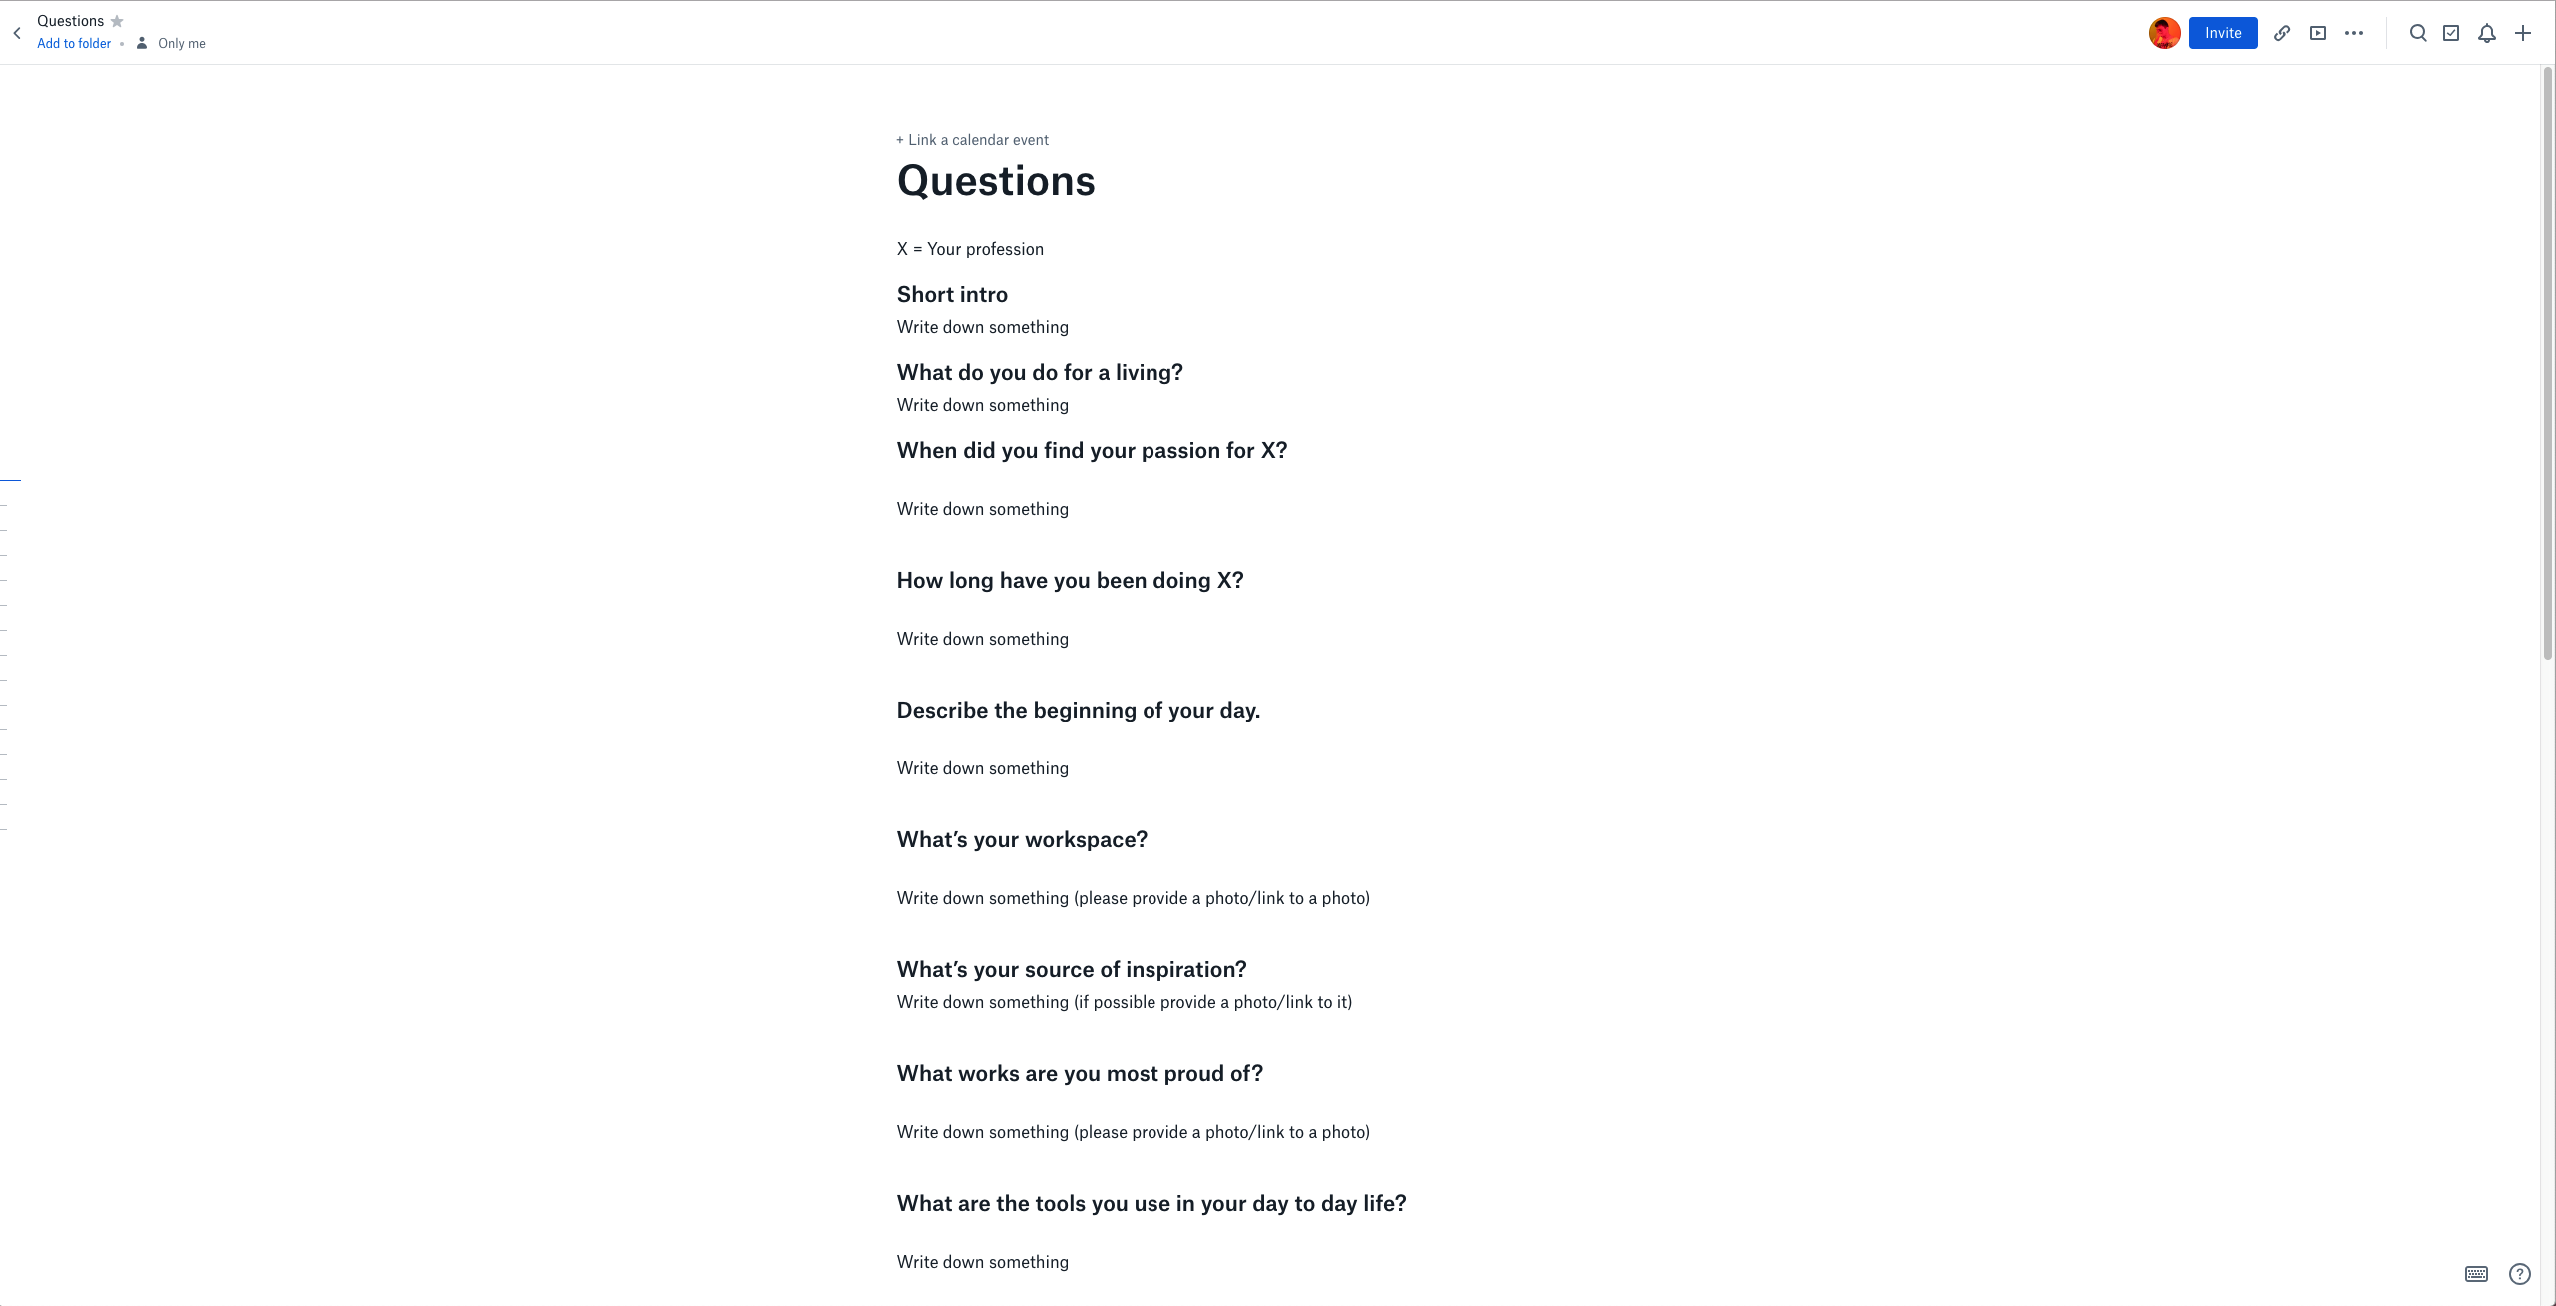 Questions
Add to folder • Only me
Invite
+ Link a calendar event
Questions
X = Your profession
Short intro
Write down something
What do you do for a living?
Write down something
When did you find your passion for X?
Write down something
How long have you been doing X?
Write down something
Describe the beginning of your day.
Write down something
What’s your workspace?
Write down something (please provide a photo/link to a photo)
What’s your source of inspiration?
Write down something (if possible provide a photo/link to it)
What works are you most proud of?
Write down something (please provide a photo/link to a photo)
What are the tools you use in your day to day life?
Write down something